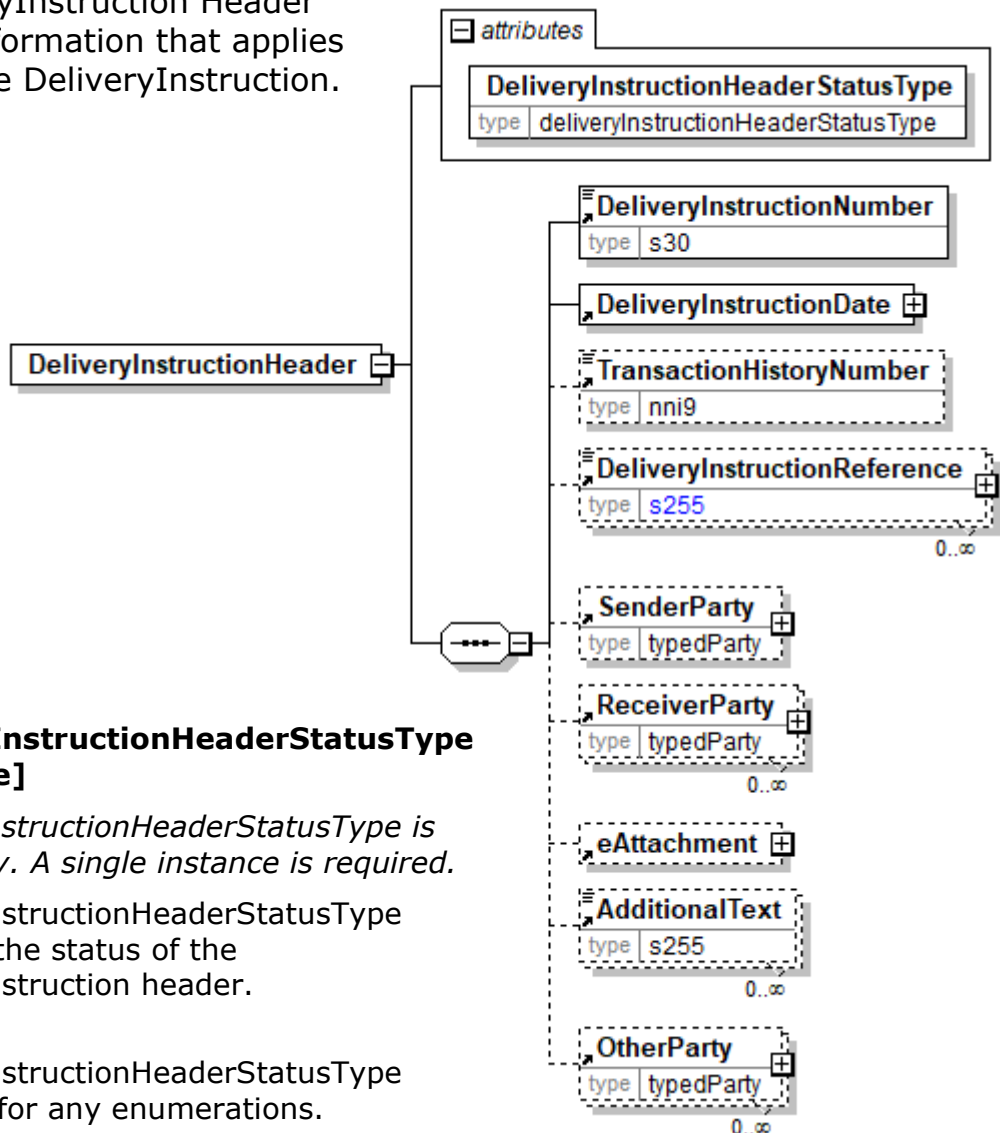 yInstruction Header
formation that applies
e DeliveryInstruction.
attributes
DeliveryInstructionHeaderStatusType
type deliveryInstructionHeaderStatusType
DeliveryInstructionNumber
type s30
DeliveryInstructionDate
DeliveryInstructionHeader
TransactionHistoryNumber
type nni9
DeliveryInstructionReference
type s255
0..∞
SenderParty
type typedParty
ReceiverParty
type typedParty
0..∞
eAttachment
AdditionalText
type s255
0..∞
OtherParty
type typedParty
0..∞
InstructionHeaderStatusType
e]
structionHeaderStatusType is
y. A single instance is required.
structionHeaderStatusType
the status of the
struction header.
structionHeaderStatusType
for any enumerations.